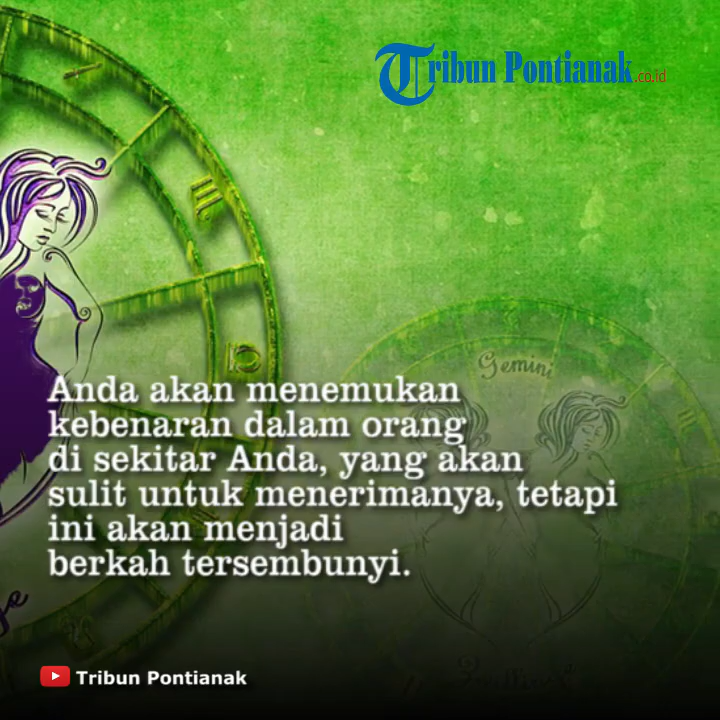 Tribun Pontianak.co.id
Gemini
Anda akan menemukan
kebenaran dalam orang
di sekitar Anda, yang akan
sulit untuk menerimanya, tetapi
ini akan menjadi
berkah tersembunyi.
Tribun Pontianak